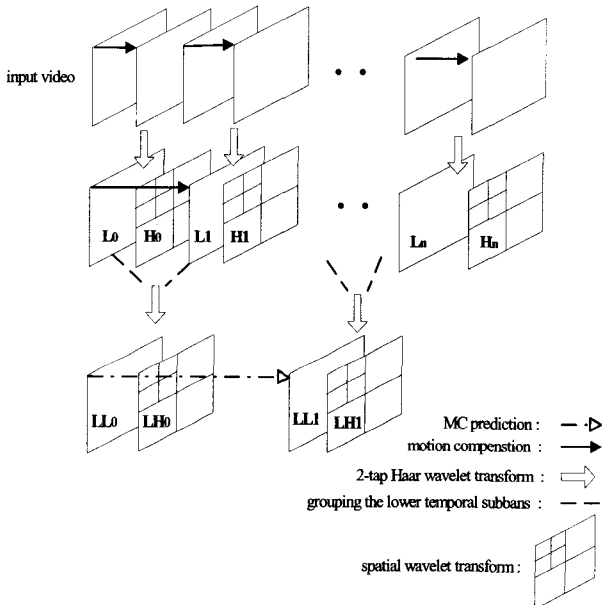 input video
L0 H0 L1 H1 Ln Hn
LL0 LH0 LL1 LH1
MC prediction :
motion compenstion :
2-tap Haar wavelet transform :
grouping the lower temporal subbans :
spatial wavelet transform :